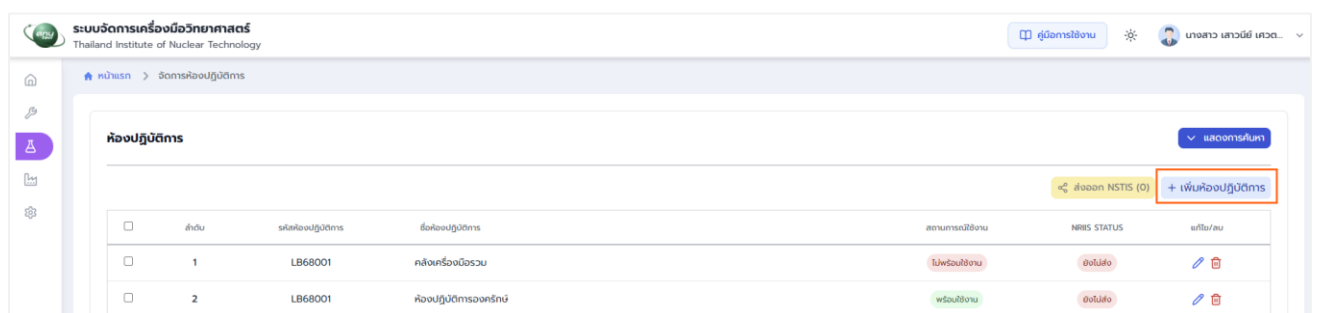 ระบบจัดการเครื่องมือวิทยาศาสตร์
Thailand Institute of Nuclear Technology
คู่มือการใช้งาน
นางสาว เสาวนีย์ เศวต...
หน้าแรก > จัดการห้องปฏิบัติการ
ห้องปฏิบัติการ
แสดงการค้นหา
ส่งออก NSTIS (0)
+ เพิ่มห้องปฏิบัติการ
ลำดับ รหัสห้องปฏิบัติการ ชื่อห้องปฏิบัติการ สถานการณ์ใช้งาน NRIIS STATUS แก้ไข/ลบ
1 LB68001 คลังเครื่องมือรวม ไม่พร้อมใช้งาน ยังไม่ส่ง
2 LB68001 ห้องปฏิบัติการองครักษ์ พร้อมใช้งาน ยังไม่ส่ง